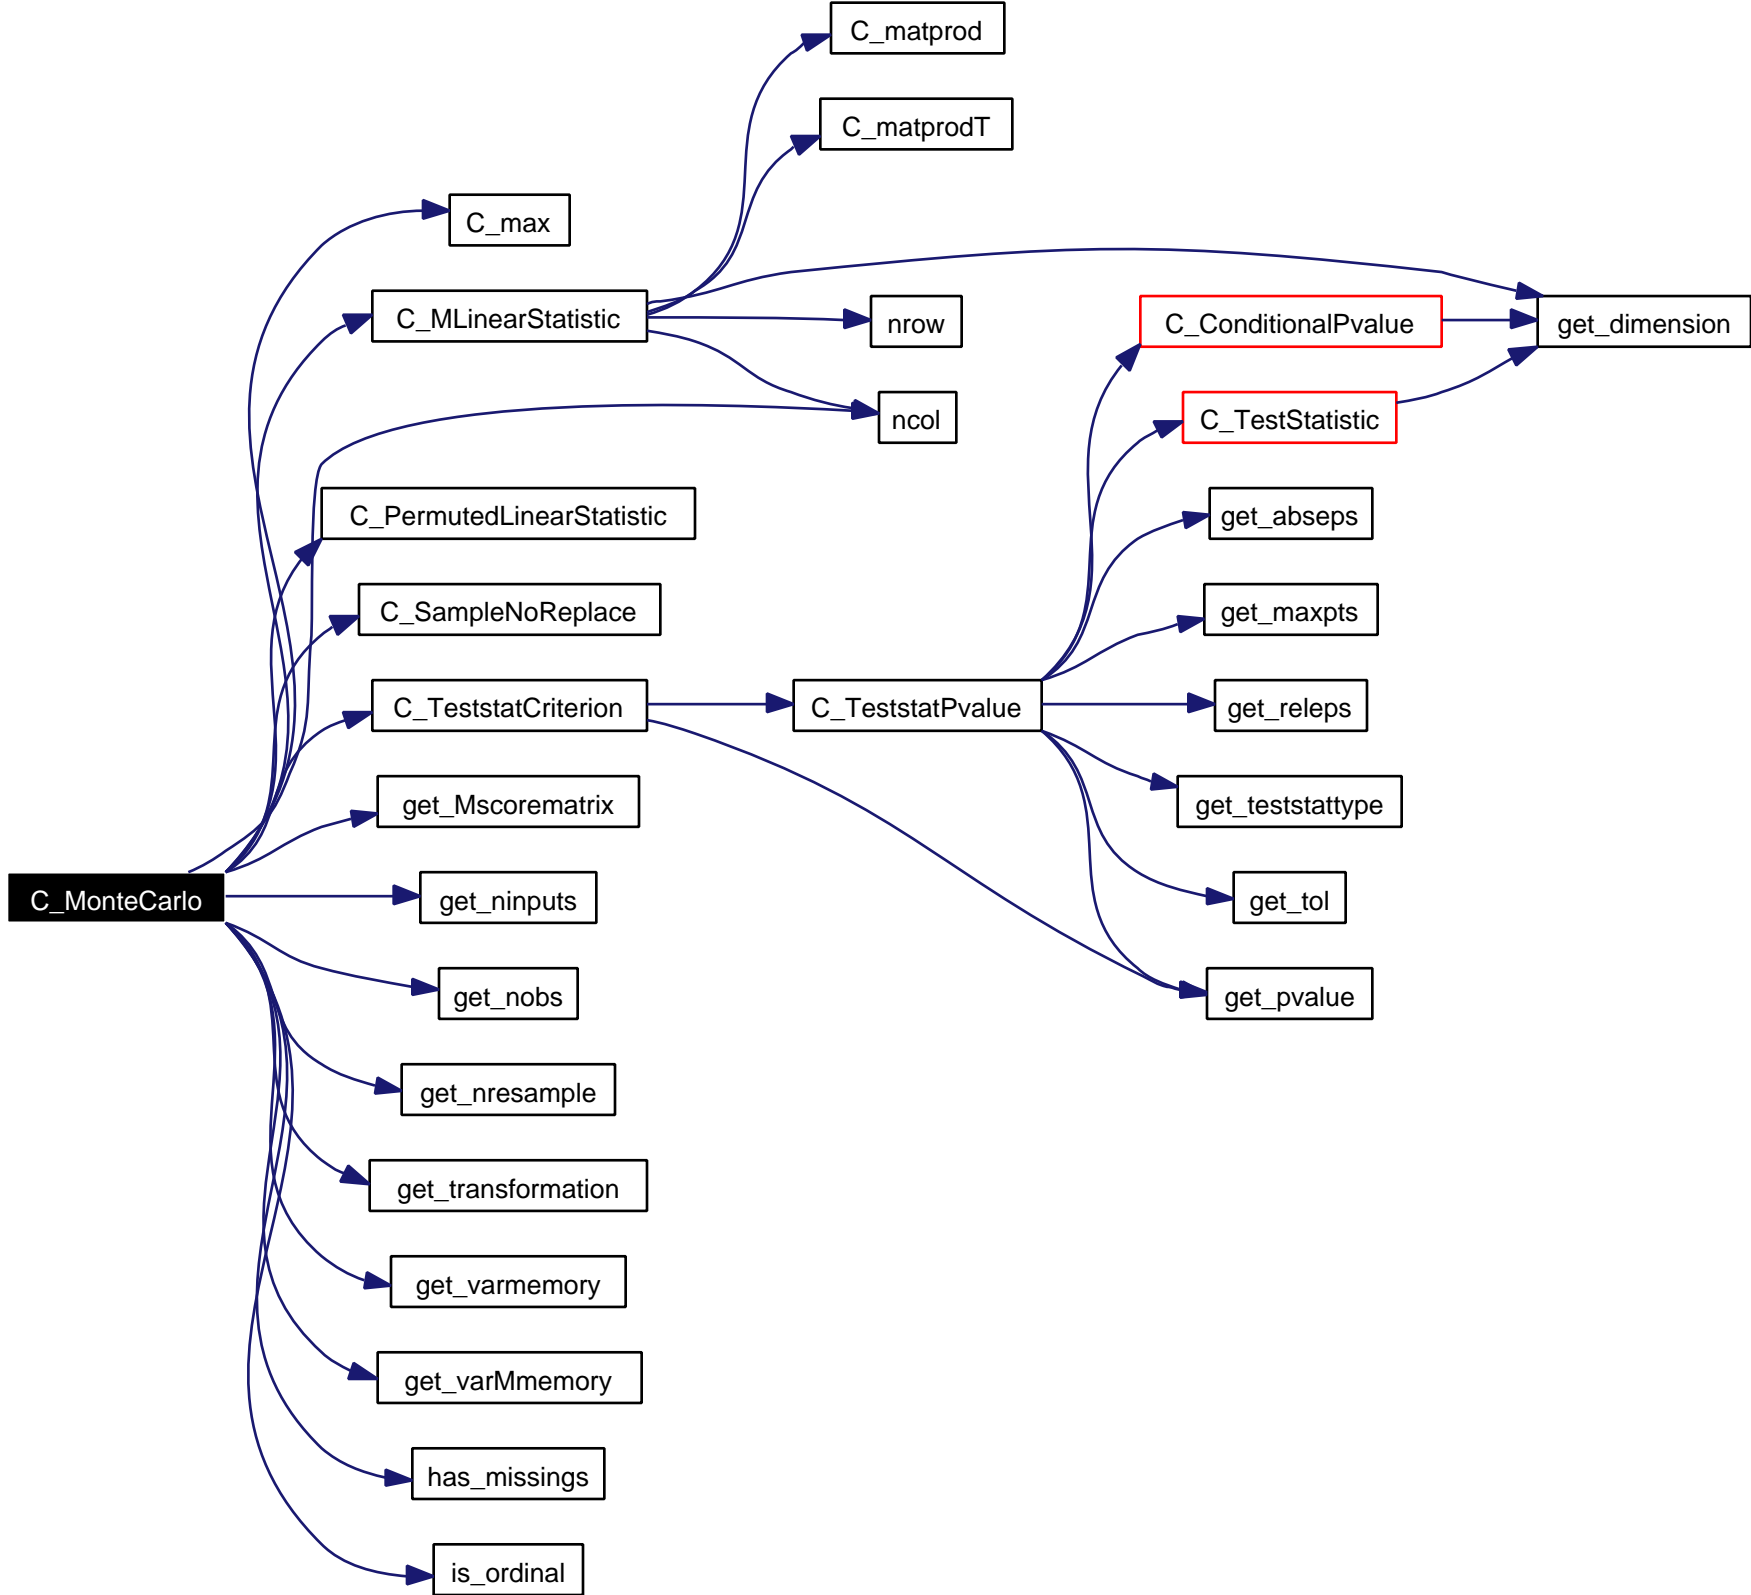 C_matprod
C_matprodT
C_max
C_MLinearStatistic
nrow
C_ConditionalPvalue
get_dimension
ncol
C_TestStatistic
C_PermutedLinearStatistic
get_abseps
C_SampleNoReplace
get_maxpts
C_TeststatCriterion
C_TeststatPvalue
get_releps
get_Mscorematrix
get_teststattype
C_MonteCarlo
get_ninputs
get_tol
get_nobs
get_pvalue
get_nresample
get_transformation
get_varmemory
get_varMmemory
has_missings
is_ordinal